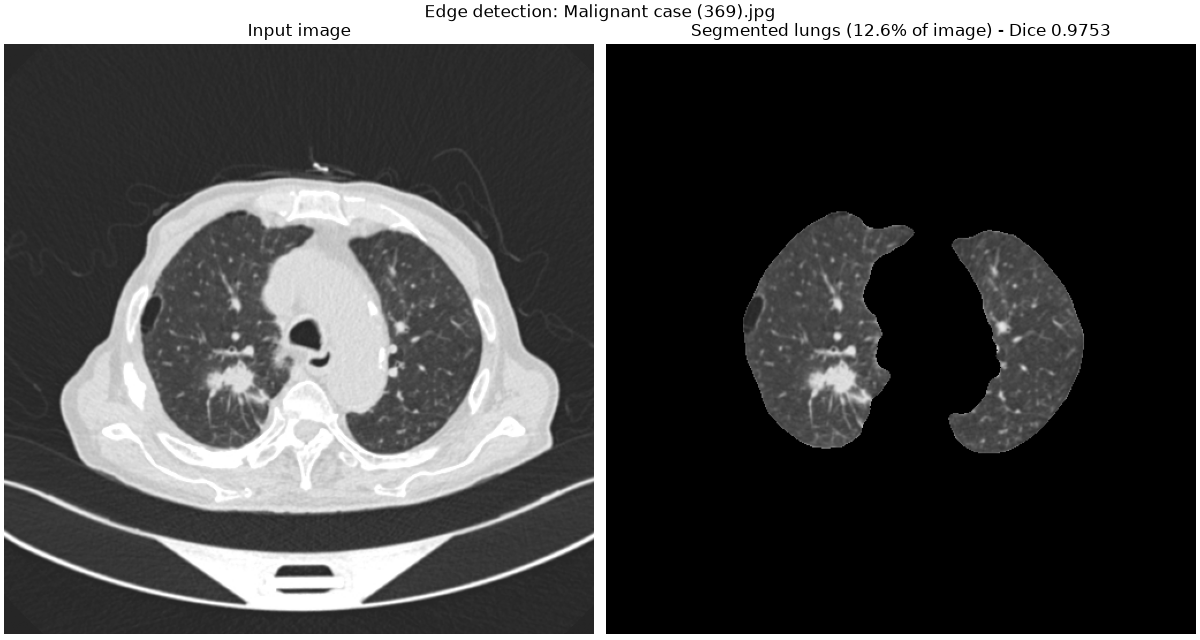 Edge detection: Malignant case (369).jpg
Input image
Segmented lungs (12.6% of image) - Dice 0.9753